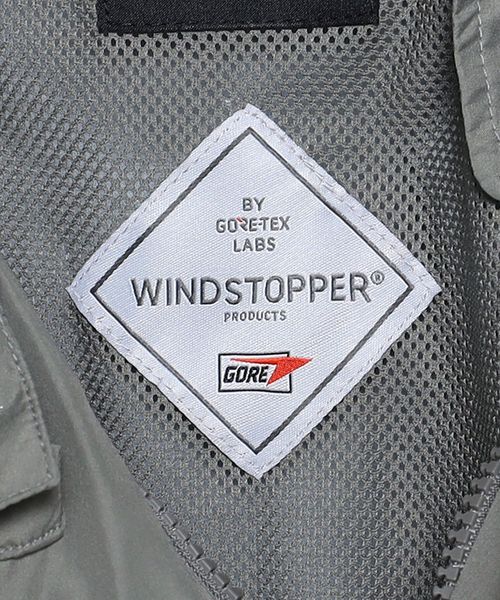 BY
GORE-TEX
LABS
WINDSTOPPER®
PRODUCTS
GORE